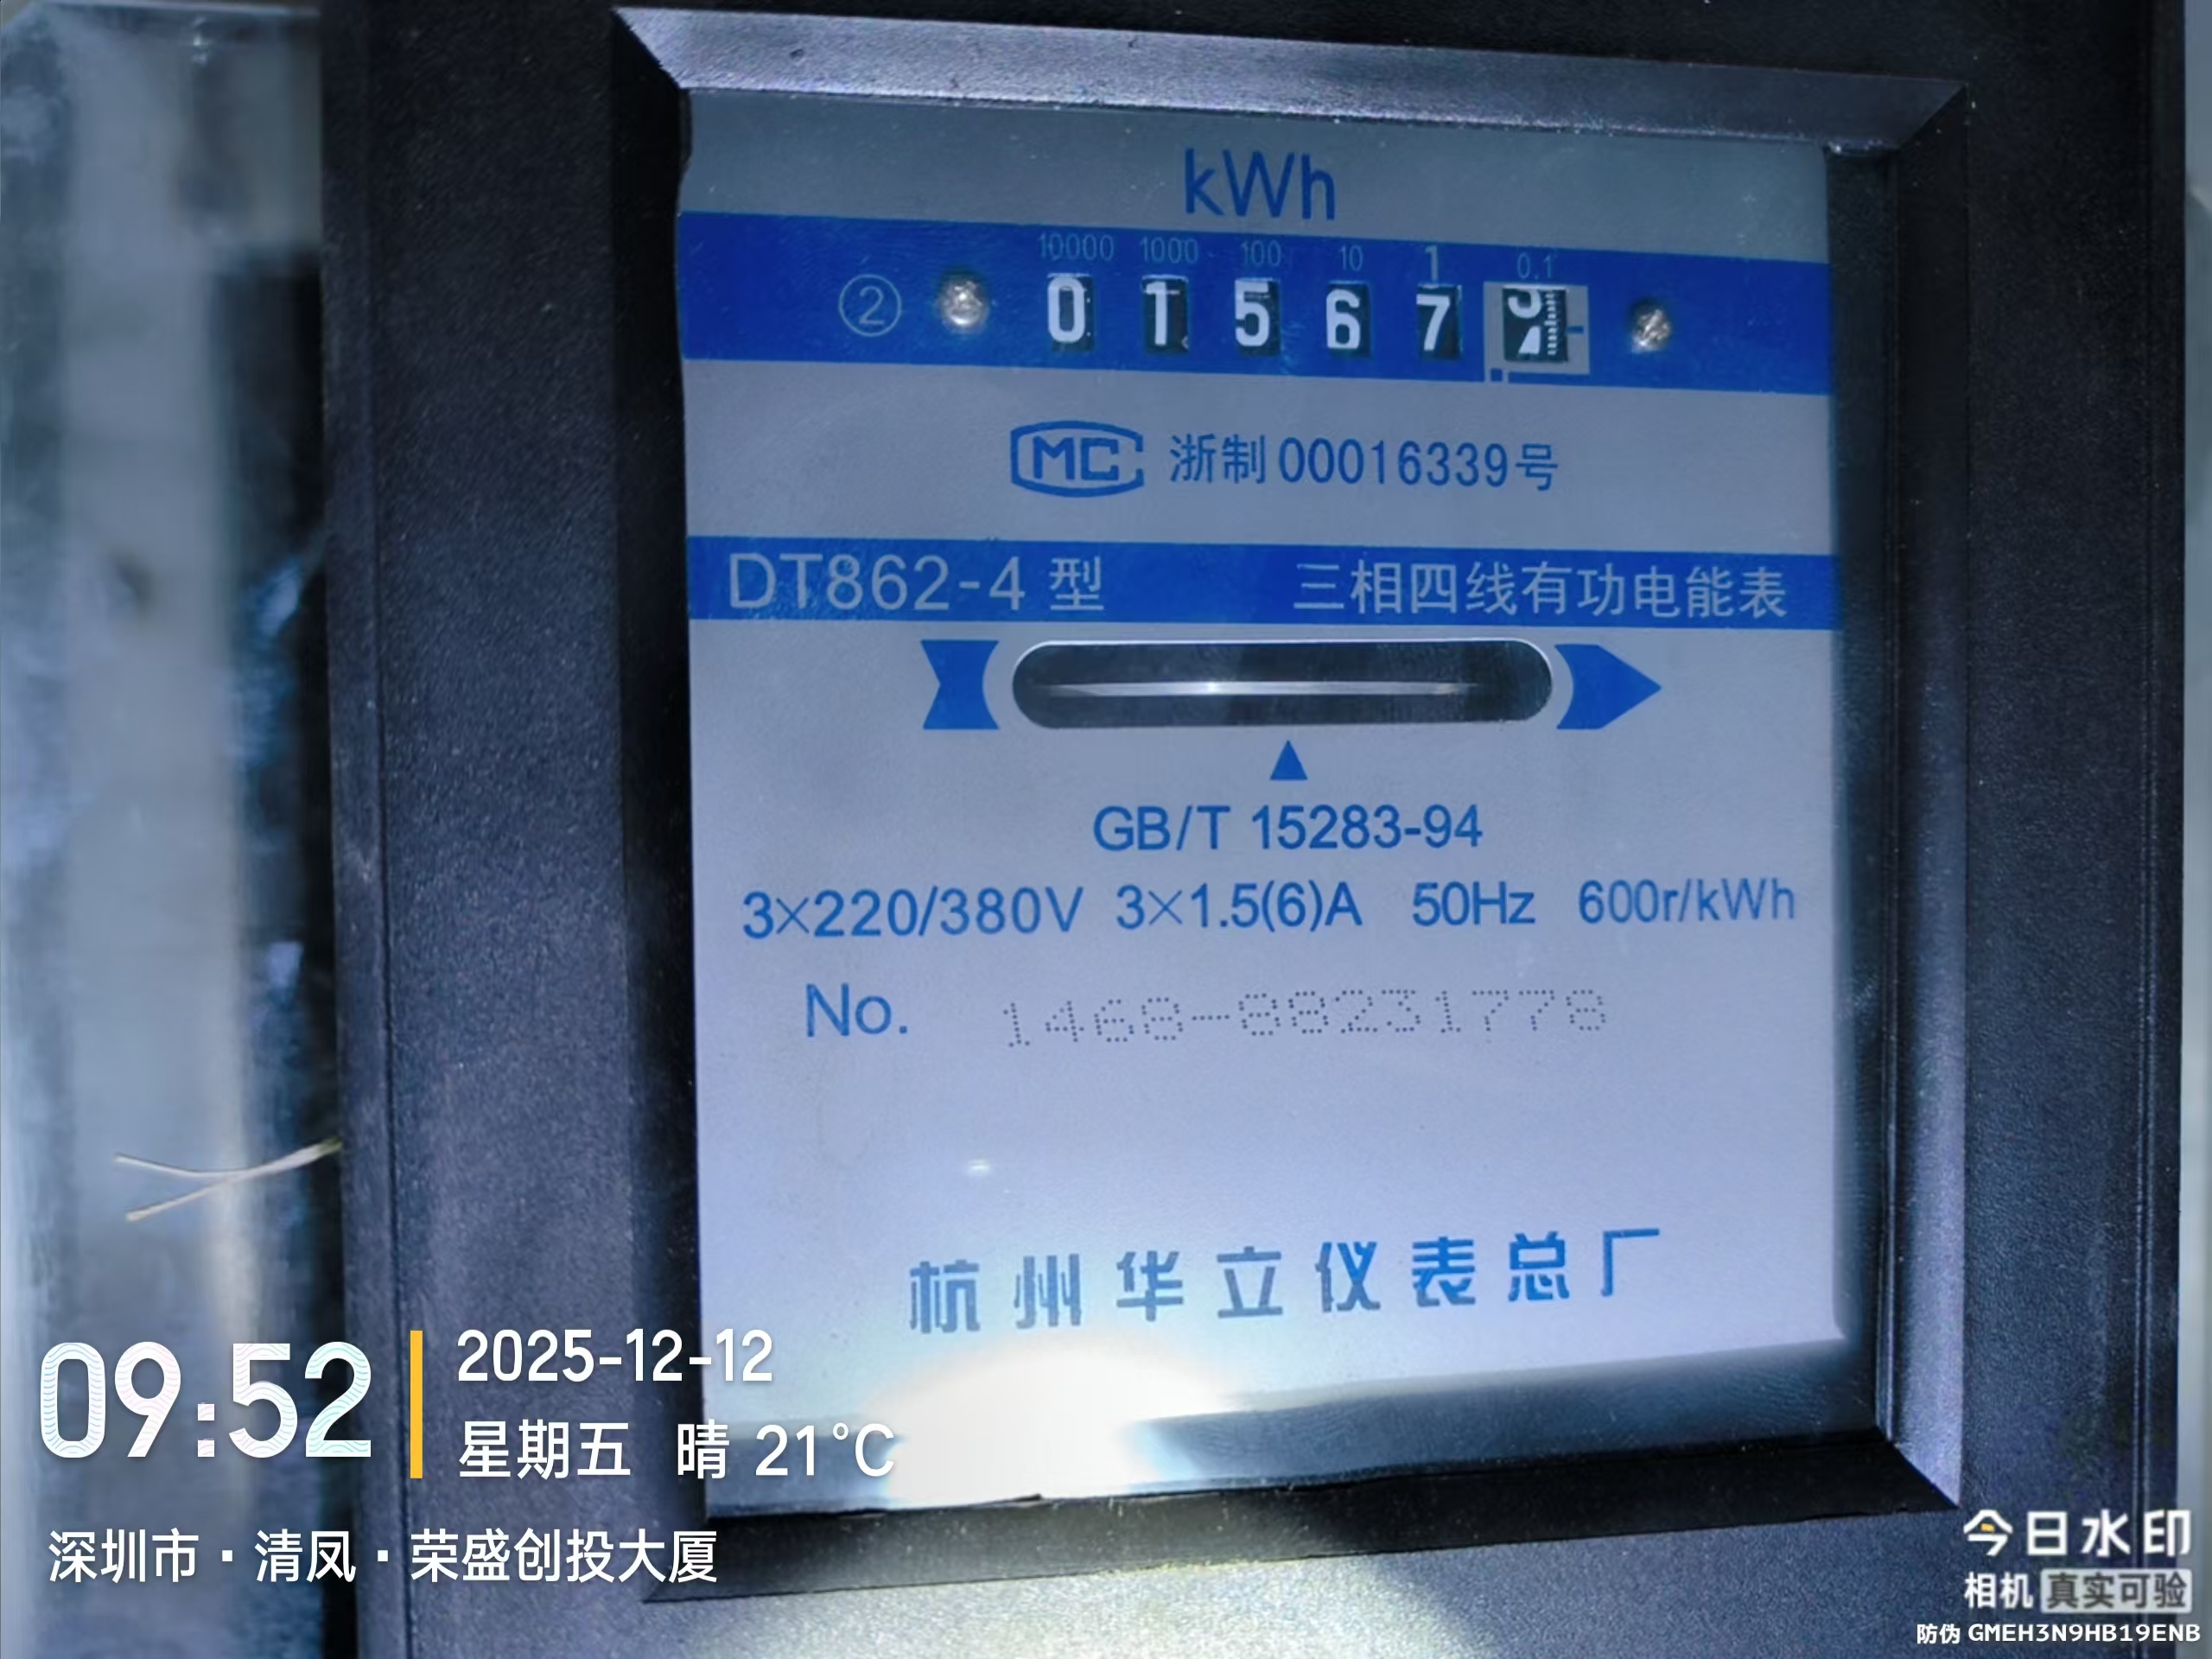 kWh
10000 1000 100 10 1 0.1
② 0 1 5 6 7
MC 浙制00016339号
DT862-4 型 三相四线有功电能表
GB/T 15283-94
3×220/380V 3×1.5(6)A 50Hz 600r/kWh
No. 1468-88231778
杭州华立仪表总厂
09:52
2025-12-12
星期五 晴 21°C
深圳市·清凤·荣盛创投大厦
今日水印
相机 真实可验
防伪 GMEH3N9HB19ENB